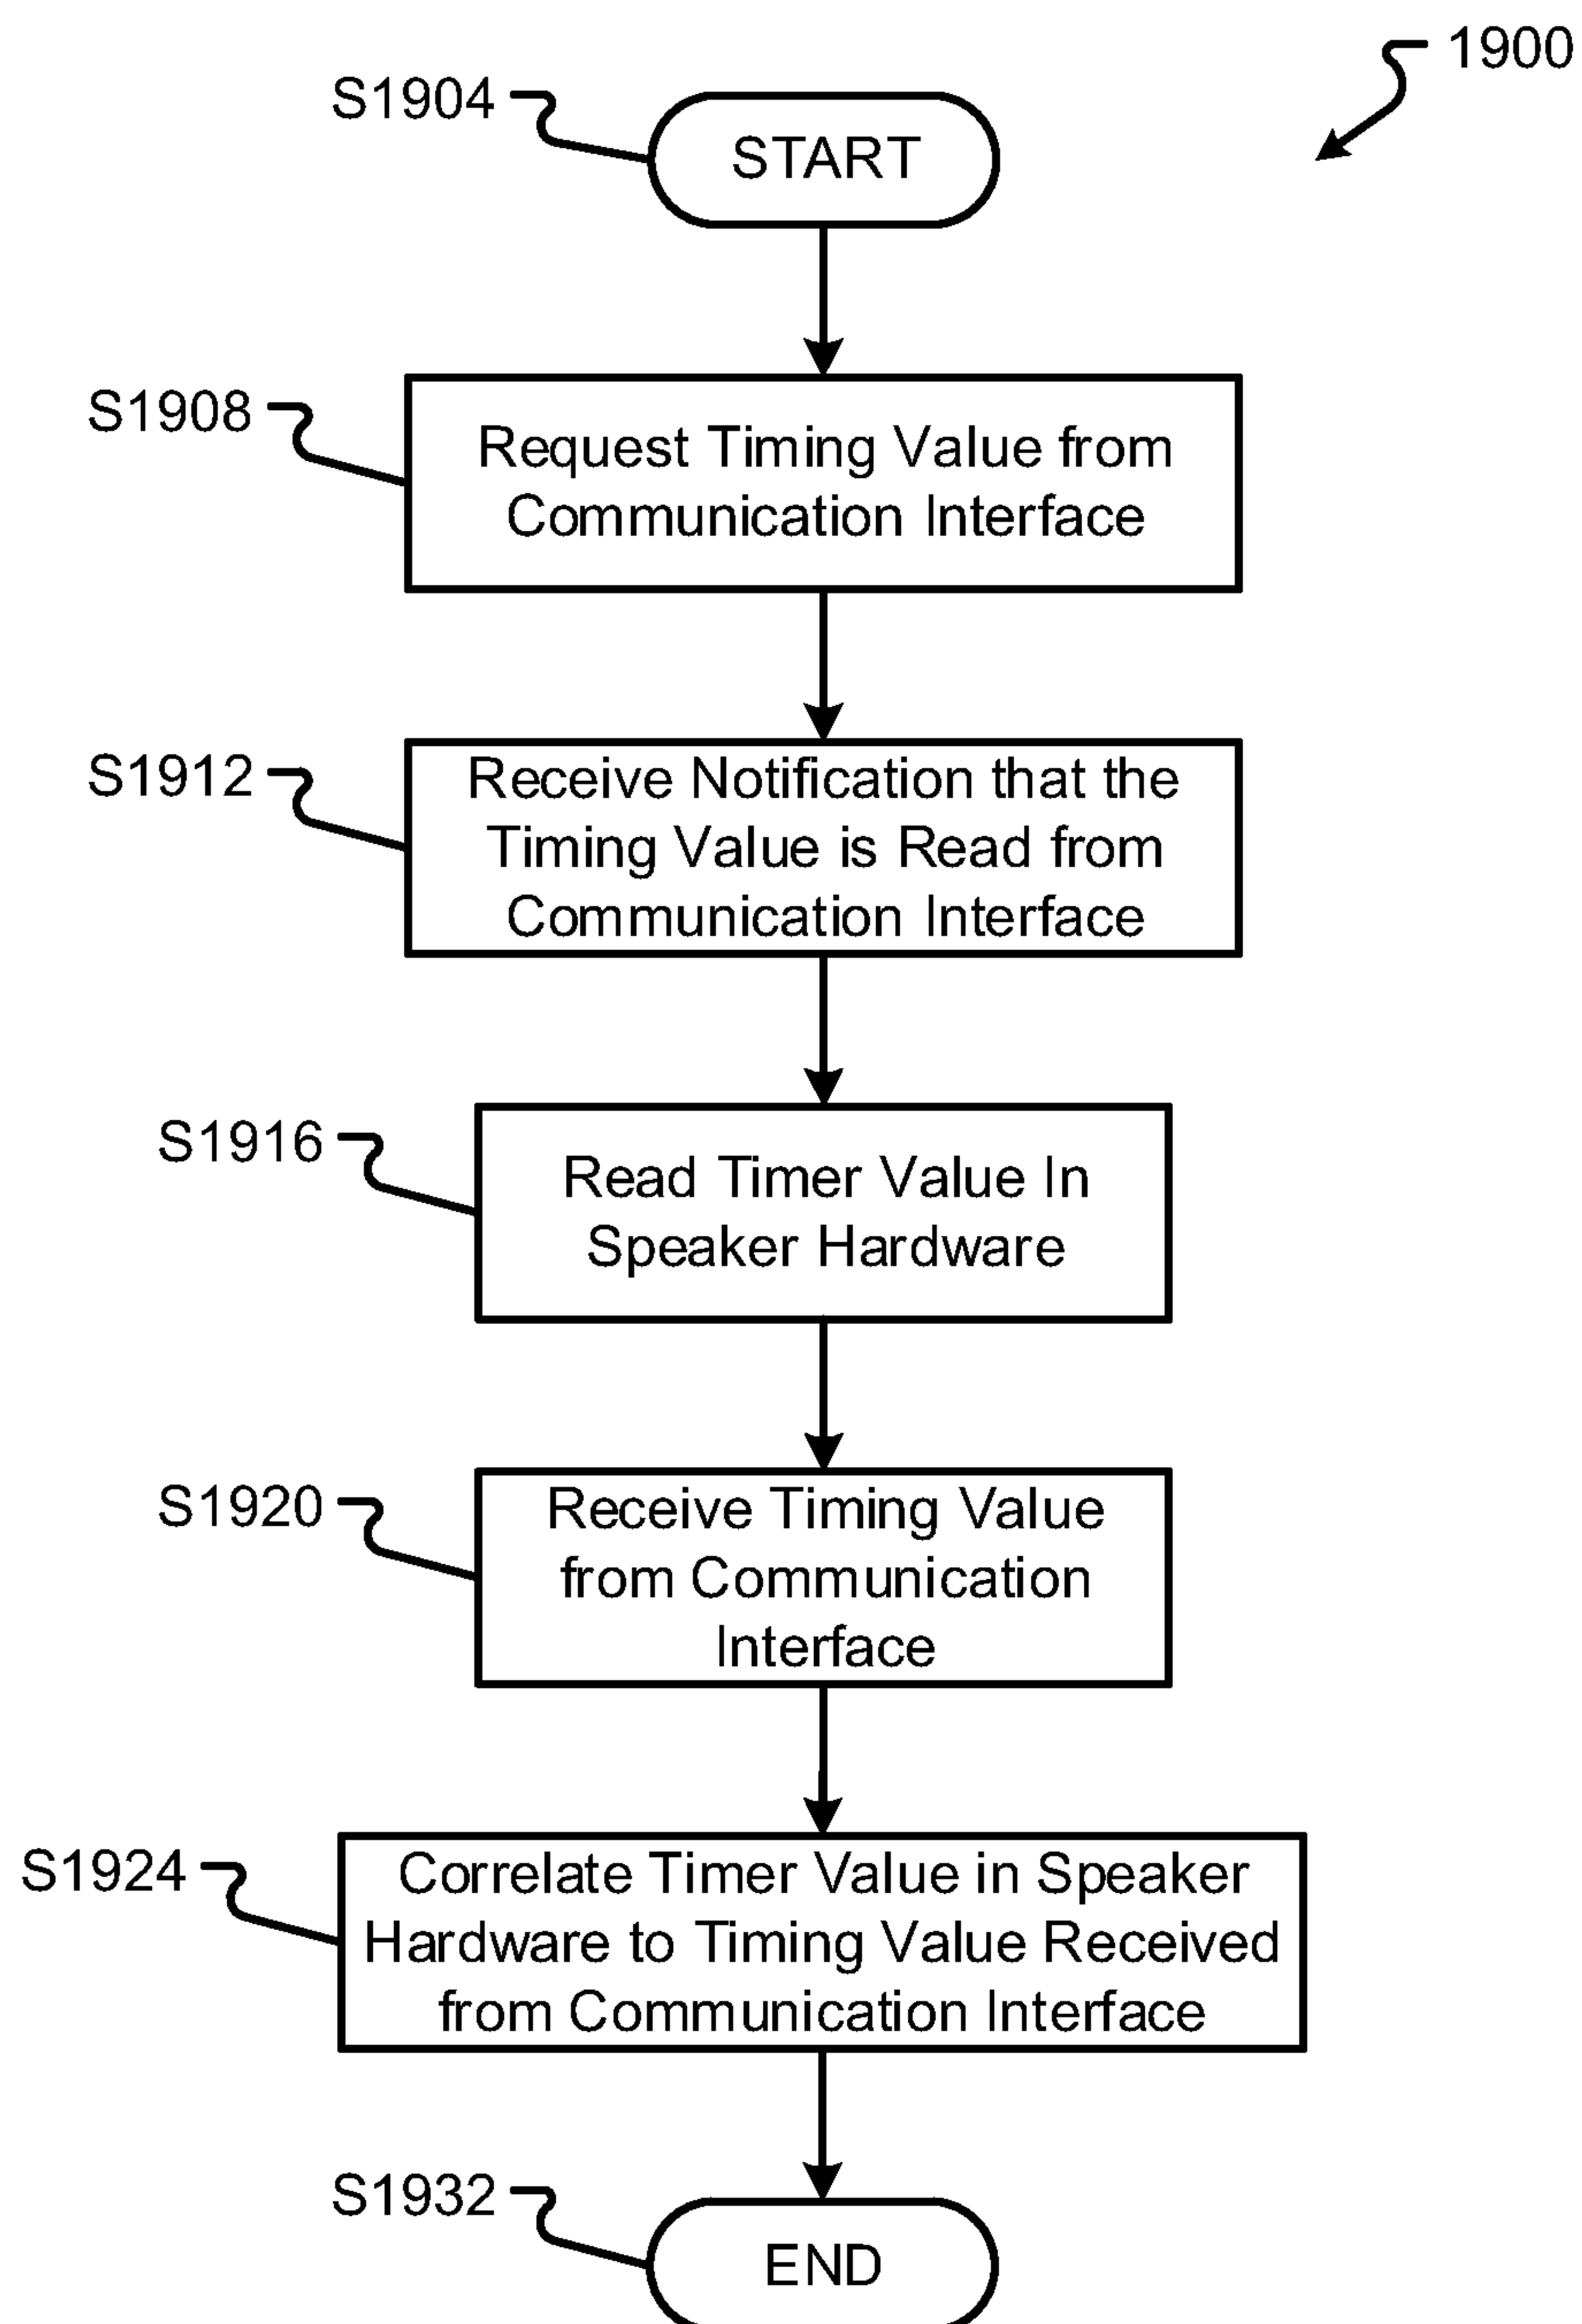 1900
S1904
START
S1908
Request Timing Value from
Communication Interface
S1912
Receive Notification that the
Timing Value is Read from
Communication Interface
S1916
Read Timer Value In
Speaker Hardware
S1920
Receive Timing Value
from Communication
Interface
S1924
Correlate Timer Value in Speaker
Hardware to Timing Value Received
from Communication Interface
S1932
END